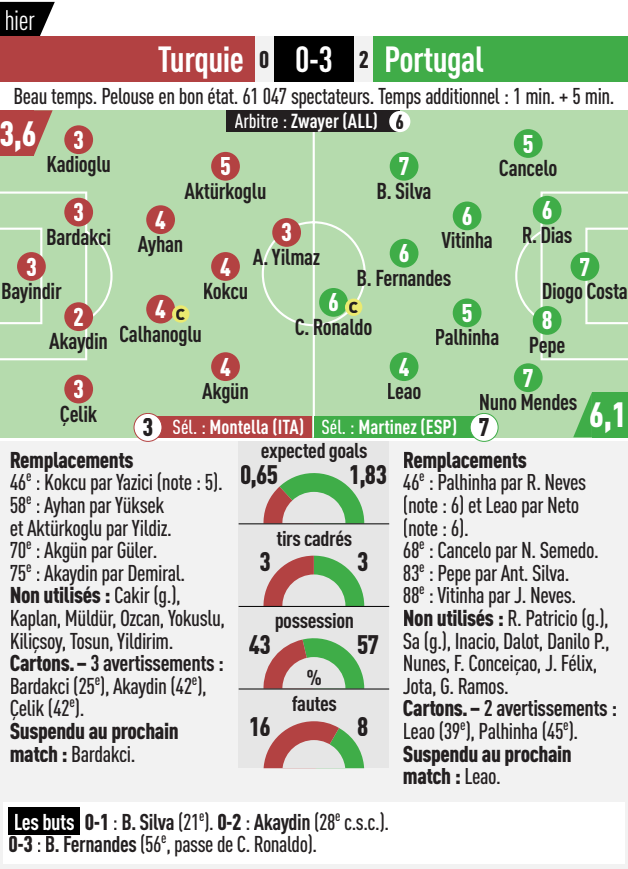 hier
Turquie 0 0-3 2 Portugal
Beau temps. Pelouse en bon état. 61 047 spectateurs. Temps additionnel : 1 min. + 5 min.
Arbitre : Zwayer (ALL) 6
3,6
3
Kadioglu
3
Bardakci
3
Bayindir
2
Akaydin
3
Çelik
4
Ayhan
4 C
Calhanoglu
5
Aktürkoglu
4
Kokcu
4
Akgün
3
A. Yilmaz
7
B. Silva
6
B. Fernandes
6 C
C. Ronaldo
4
Leao
6
Vitinha
5
Palhinha
5
Cancelo
6
R. Dias
7
Diogo Costa
8
Pepe
7
Nuno Mendes
6,1
3 Sél. : Montella (ITA)
Sél. : Martinez (ESP) 7
Remplacements
46e : Kokcu par Yazici (note : 5).
58e : Ayhan par Yüksek
et Aktürkoglu par Yildiz.
70e : Akgün par Güler.
75e : Akaydin par Demiral.
Non utilisés : Cakir (g.),
Kaplan, Müldür, Ozcan, Yokuslu,
Kiliçsoy, Tosun, Yildirim.
Cartons. – 3 avertissements :
Bardakci (25e), Akaydin (42e),
Çelik (42e).
Suspendu au prochain
match : Bardakci.
expected goals
0,65 1,83
tirs cadrés
3 3
possession
43 57
%
fautes
16 8
Remplacements
46e : Palhinha par R. Neves
(note : 6) et Leao par Neto
(note : 6).
68e : Cancelo par N. Semedo.
83e : Pepe par Ant. Silva.
88e : Vitinha par J. Neves.
Non utilisés : R. Patricio (g.),
Sa (g.), Inacio, Dalot, Danilo P.,
Nunes, F. Conceiçao, J. Félix,
Jota, G. Ramos.
Cartons. – 2 avertissements :
Leao (39e), Palhinha (45e).
Suspendu au prochain
match : Leao.
Les buts 0-1 : B. Silva (21e). 0-2 : Akaydin (28e c.s.c.).
0-3 : B. Fernandes (56e, passe de C. Ronaldo).